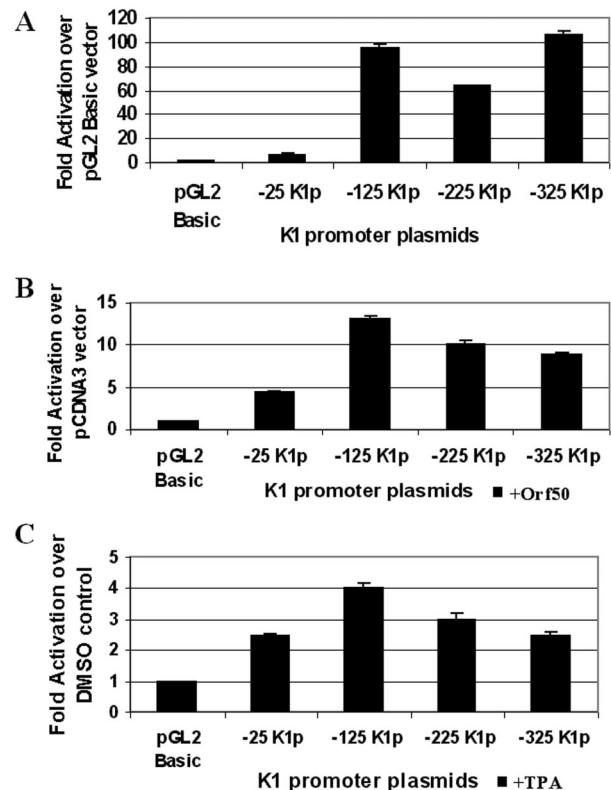 A
Fold Activation over
pGL2 Basic vector
120
100
80
60
40
20
0
pGL2
Basic
-25 K1p
-125 K1p
-225 K1p
-325 K1p
K1 promoter plasmids
B
Fold Activation over
pCDNA3 vector
15
10
5
0
pGL2
Basic
-25 K1p
-125 K1p
-225 K1p
-325 K1p
K1 promoter plasmids
+Orf50
C
Fold Activation over
DMSO control
5
4
3
2
1
0
pGL2
Basic
-25 K1p
-125 K1p
-225 K1p
-325 K1p
K1 promoter plasmids
+TPA